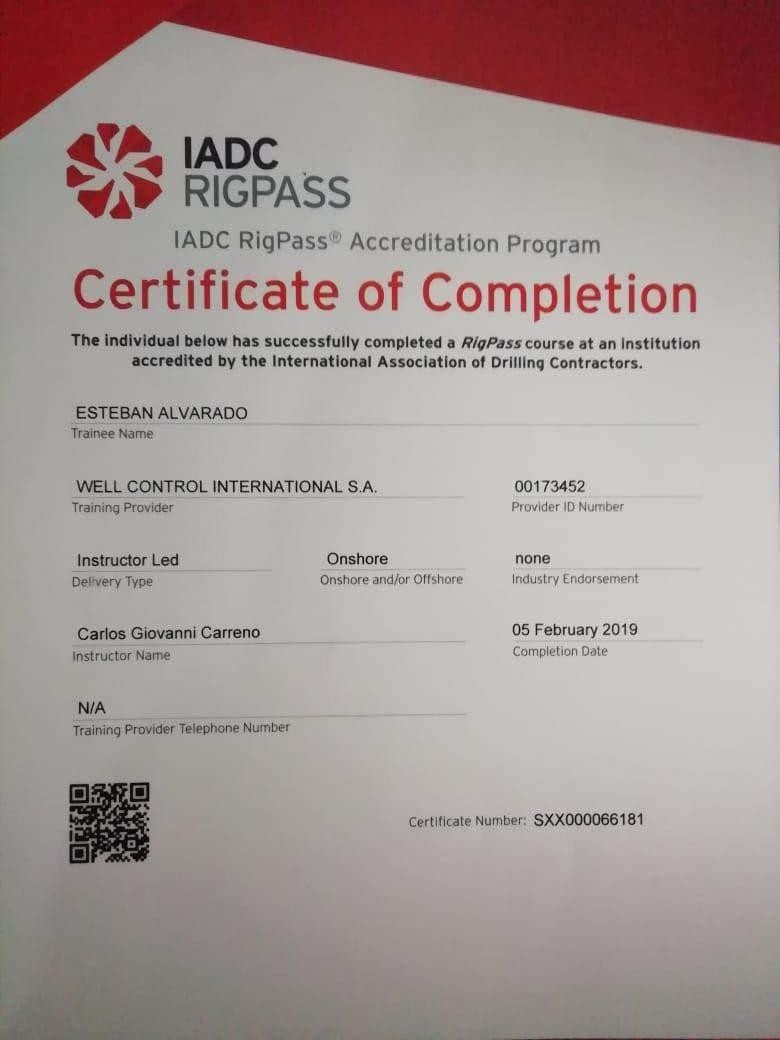 IADC
RIGPASS
IADC RigPass® Accreditation Program
Certificate of Completion
The individual below has successfully completed a RigPass course at an institution
accredited by the International Association of Drilling Contractors.
ESTEBAN ALVARADO
Trainee Name
WELL CONTROL INTERNATIONAL S.A. 00173452
Training Provider Provider ID Number
Instructor Led Onshore none
Delivery Type Onshore and/or Offshore Industry Endorsement
Carlos Giovanni Carreno 05 February 2019
Instructor Name Completion Date
N/A
Training Provider Telephone Number
Certificate Number: SXX000066181